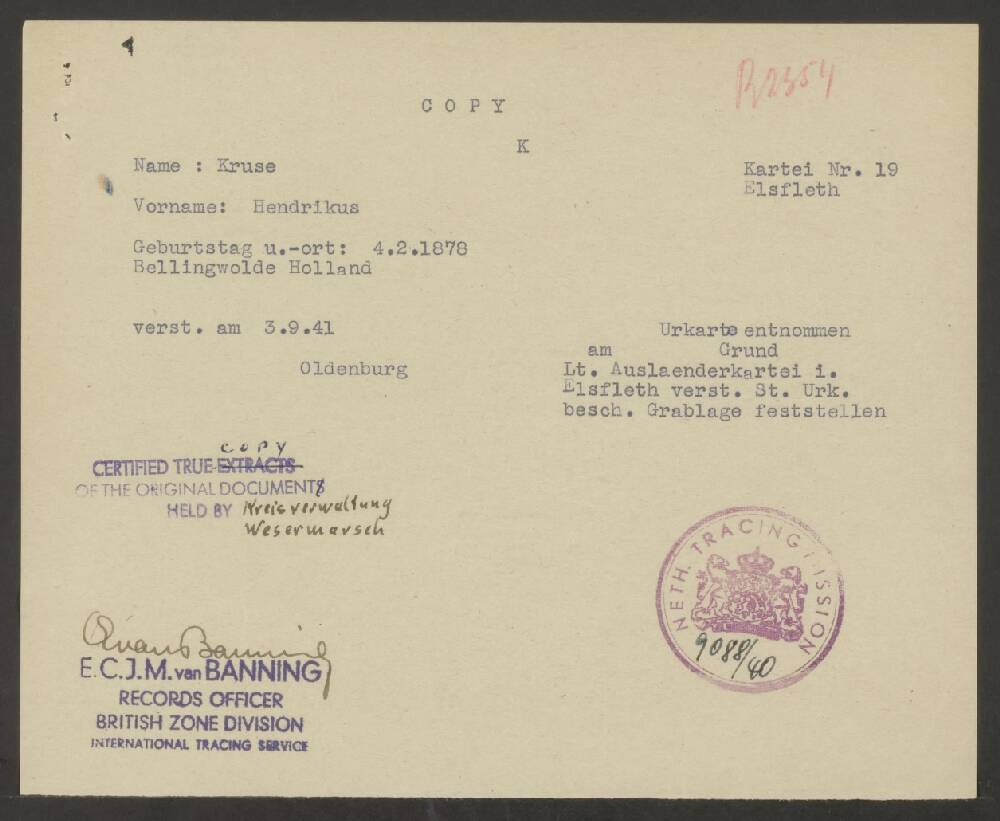 R2354
C O P Y
K
Name : Kruse
Kartei Nr. 19
Elsfleth
Vorname: Hendrikus
Geburtstag u.-ort: 4.2.1878
Bellingwolde Holland
verst. am 3.9.41
Oldenburg
Urkarte entnommen
am Grund
Lt. Auslaenderkartei i.
Elsfleth verst. St. Urk.
besch. Grablage feststellen
copy
CERTIFIED TRUE EXTRACTS
OF THE ORIGINAL DOCUMENTS
HELD BY Kreisverwaltung
Wesermarsch
NETH. TRACING MISSION
9088/40
QvanBanning
E.C.J.M. van BANNING
RECORDS OFFICER
BRITISH ZONE DIVISION
INTERNATIONAL TRACING SERVICE